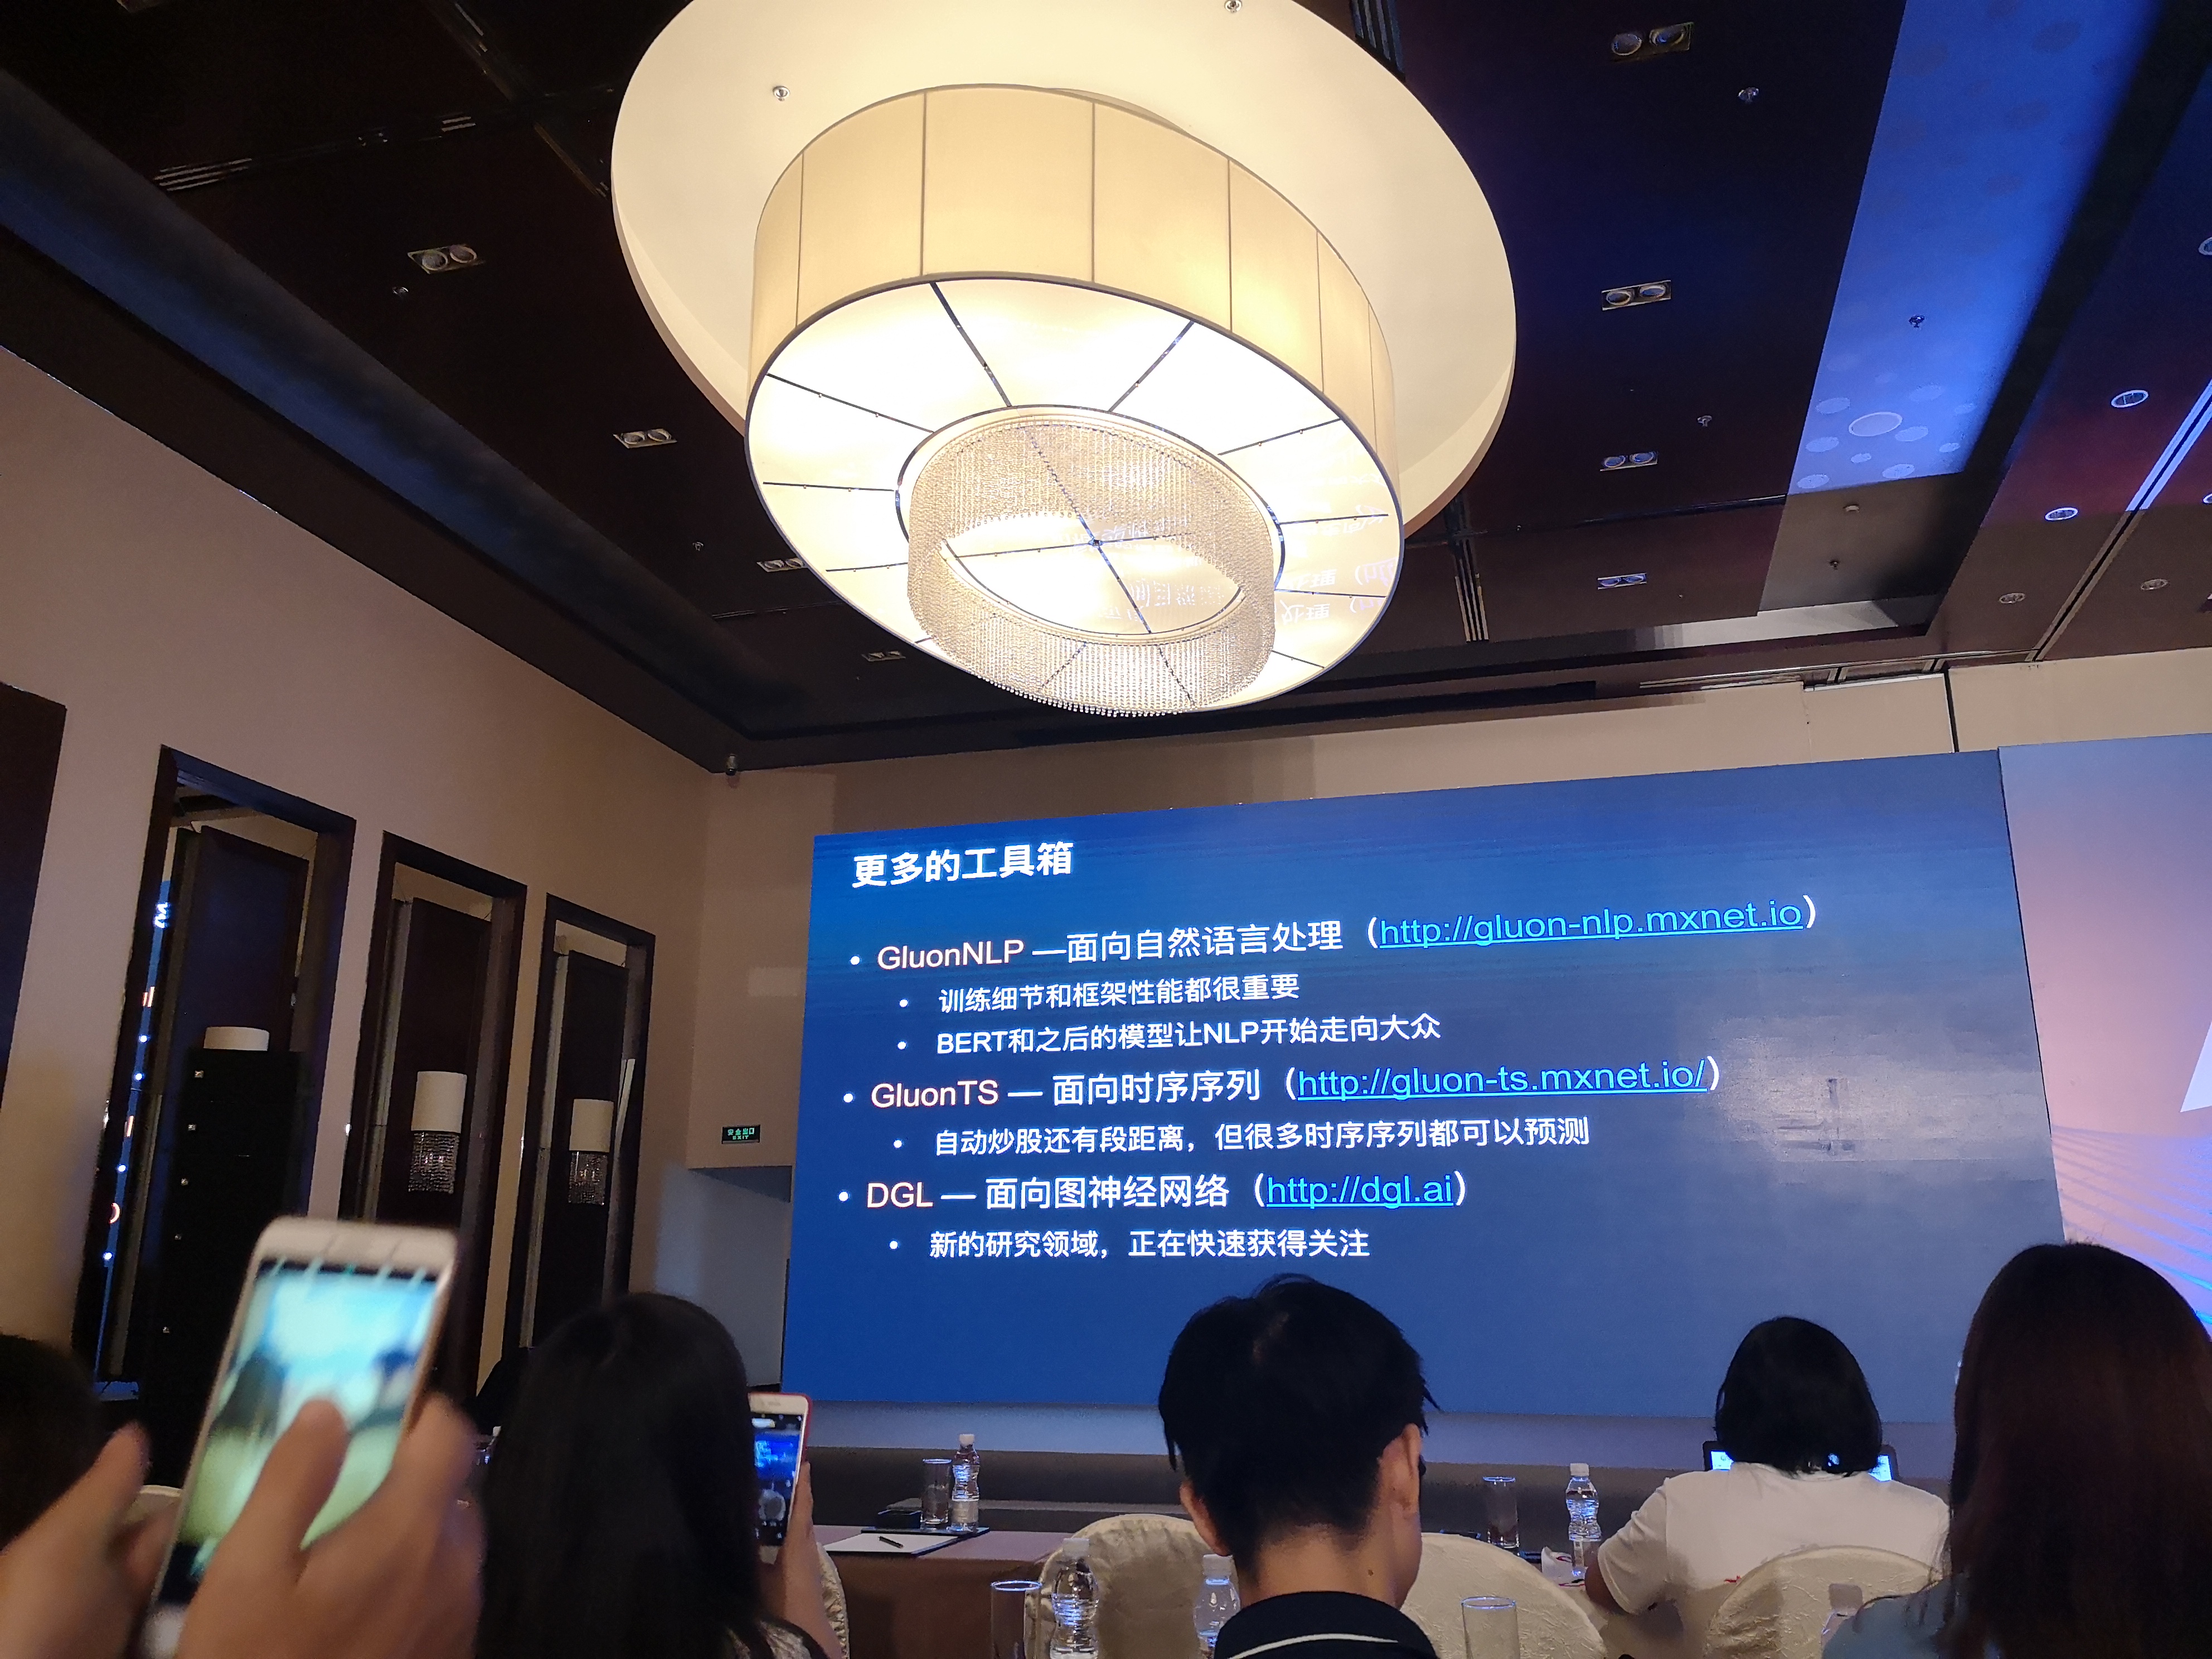 更多的工具箱
• GluonNLP —面向自然语言处理（http://gluon-nlp.mxnet.io）
• 训练细节和框架性能都很重要
• BERT和之后的模型让NLP开始走向大众
• GluonTS — 面向时序序列（http://gluon-ts.mxnet.io/）
• 自动炒股还有段距离，但很多时序序列都可以预测
• DGL — 面向图神经网络（http://dgl.ai）
• 新的研究领域，正在快速获得关注
安全出口
EXIT